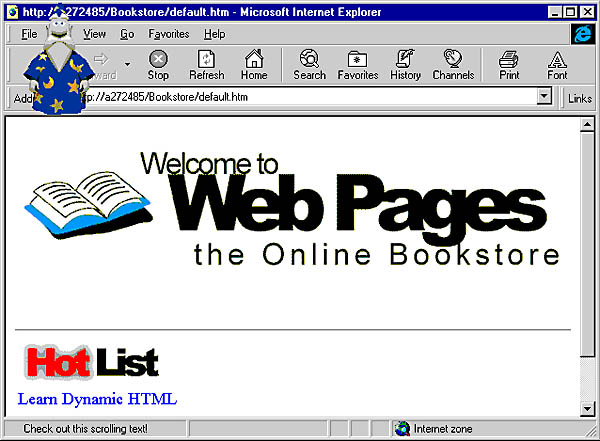 http://a272485/Bookstore/default.htm - Microsoft Internet Explorer
File View Go Favorites Help
ward Stop Refresh Home Search Favorites History Channels Print Font
Add tp://a272485/Bookstore/default.htm Links
Welcome to
Web Pages
the Online Bookstore
Hot List
Learn Dynamic HTML
Check out this scrolling text! Internet zone